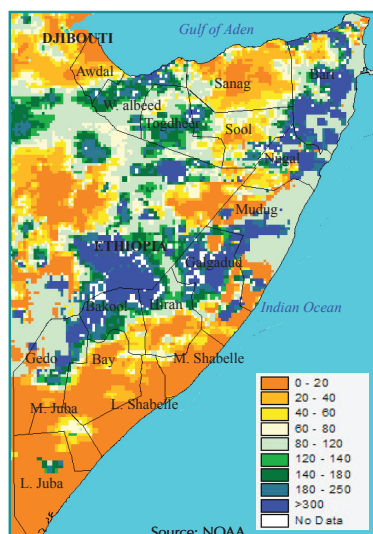 Gulf of Aden
DJIBOUTI
Awdal
Sanag
Bari
W. albeed
Togdheer
Sool
Nugal
Mudug
ETHIOPIA
Galgadud
Bakool
Hiran
Indian Ocean
Gedo
Bay
M. Shabelle
M. Juba
L. Shabelle
L. Juba
0 - 20
20 - 40
40 - 60
60 - 80
80 - 120
120 - 140
140 - 180
180 - 250
>300
No Data
Source: NOAA